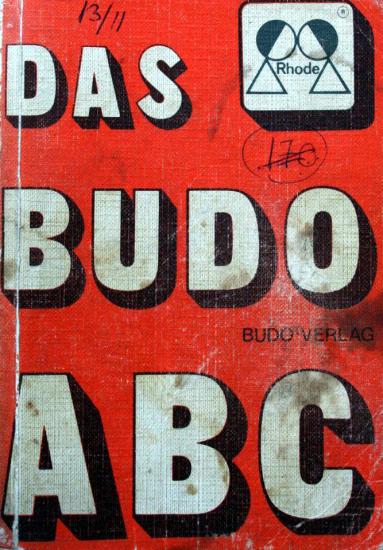 13/11
Rhode
®
DAS
170
BUDO
BUDO VERLAG
ABC